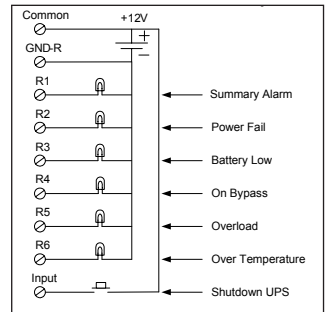 Common
+12V
+
GND-R
−
R1
Summary Alarm
R2
Power Fail
R3
Battery Low
R4
On Bypass
R5
Overload
R6
Over Temperature
Input
Shutdown UPS